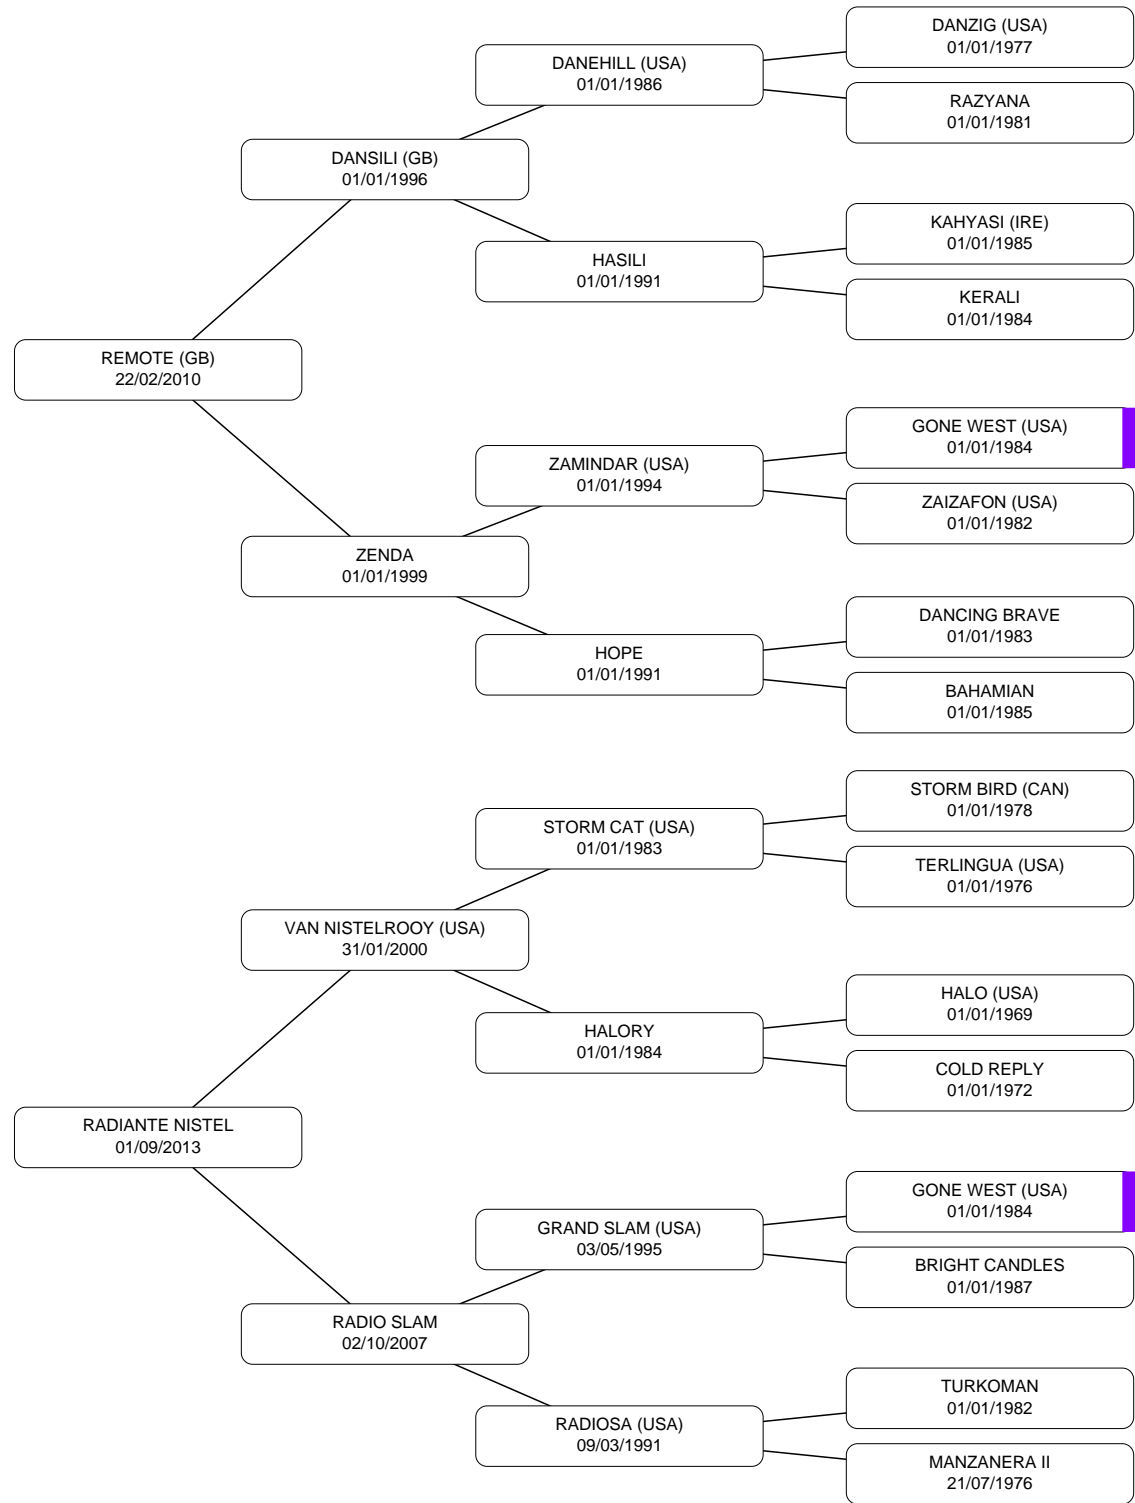 DANZIG (USA)
01/01/1977
DANEHILL (USA)
01/01/1986
RAZYANA
01/01/1981
DANSILI (GB)
01/01/1996
KAHYASI (IRE)
01/01/1985
HASILI
01/01/1991
KERALI
01/01/1984
REMOTE (GB)
22/02/2010
GONE WEST (USA)
01/01/1984
ZAMINDAR (USA)
01/01/1994
ZAIZAFON (USA)
01/01/1982
ZENDA
01/01/1999
DANCING BRAVE
01/01/1983
HOPE
01/01/1991
BAHAMIAN
01/01/1985
STORM BIRD (CAN)
01/01/1978
STORM CAT (USA)
01/01/1983
TERLINGUA (USA)
01/01/1976
VAN NISTELROOY (USA)
31/01/2000
HALO (USA)
01/01/1969
HALORY
01/01/1984
COLD REPLY
01/01/1972
RADIANTE NISTEL
01/09/2013
GONE WEST (USA)
01/01/1984
GRAND SLAM (USA)
03/05/1995
BRIGHT CANDLES
01/01/1987
RADIO SLAM
02/10/2007
TURKOMAN
01/01/1982
RADIOSA (USA)
09/03/1991
MANZANERA II
21/07/1976